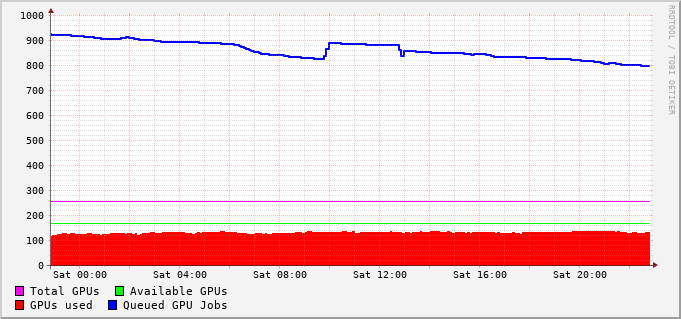 1000
900
800
700
600
500
400
300
200
100
0
Sat 00:00 Sat 04:00 Sat 08:00 Sat 12:00 Sat 16:00 Sat 20:00
Total GPUs Available GPUs
GPUs used Queued GPU Jobs
RRDTOOL / TOBI OETIKER